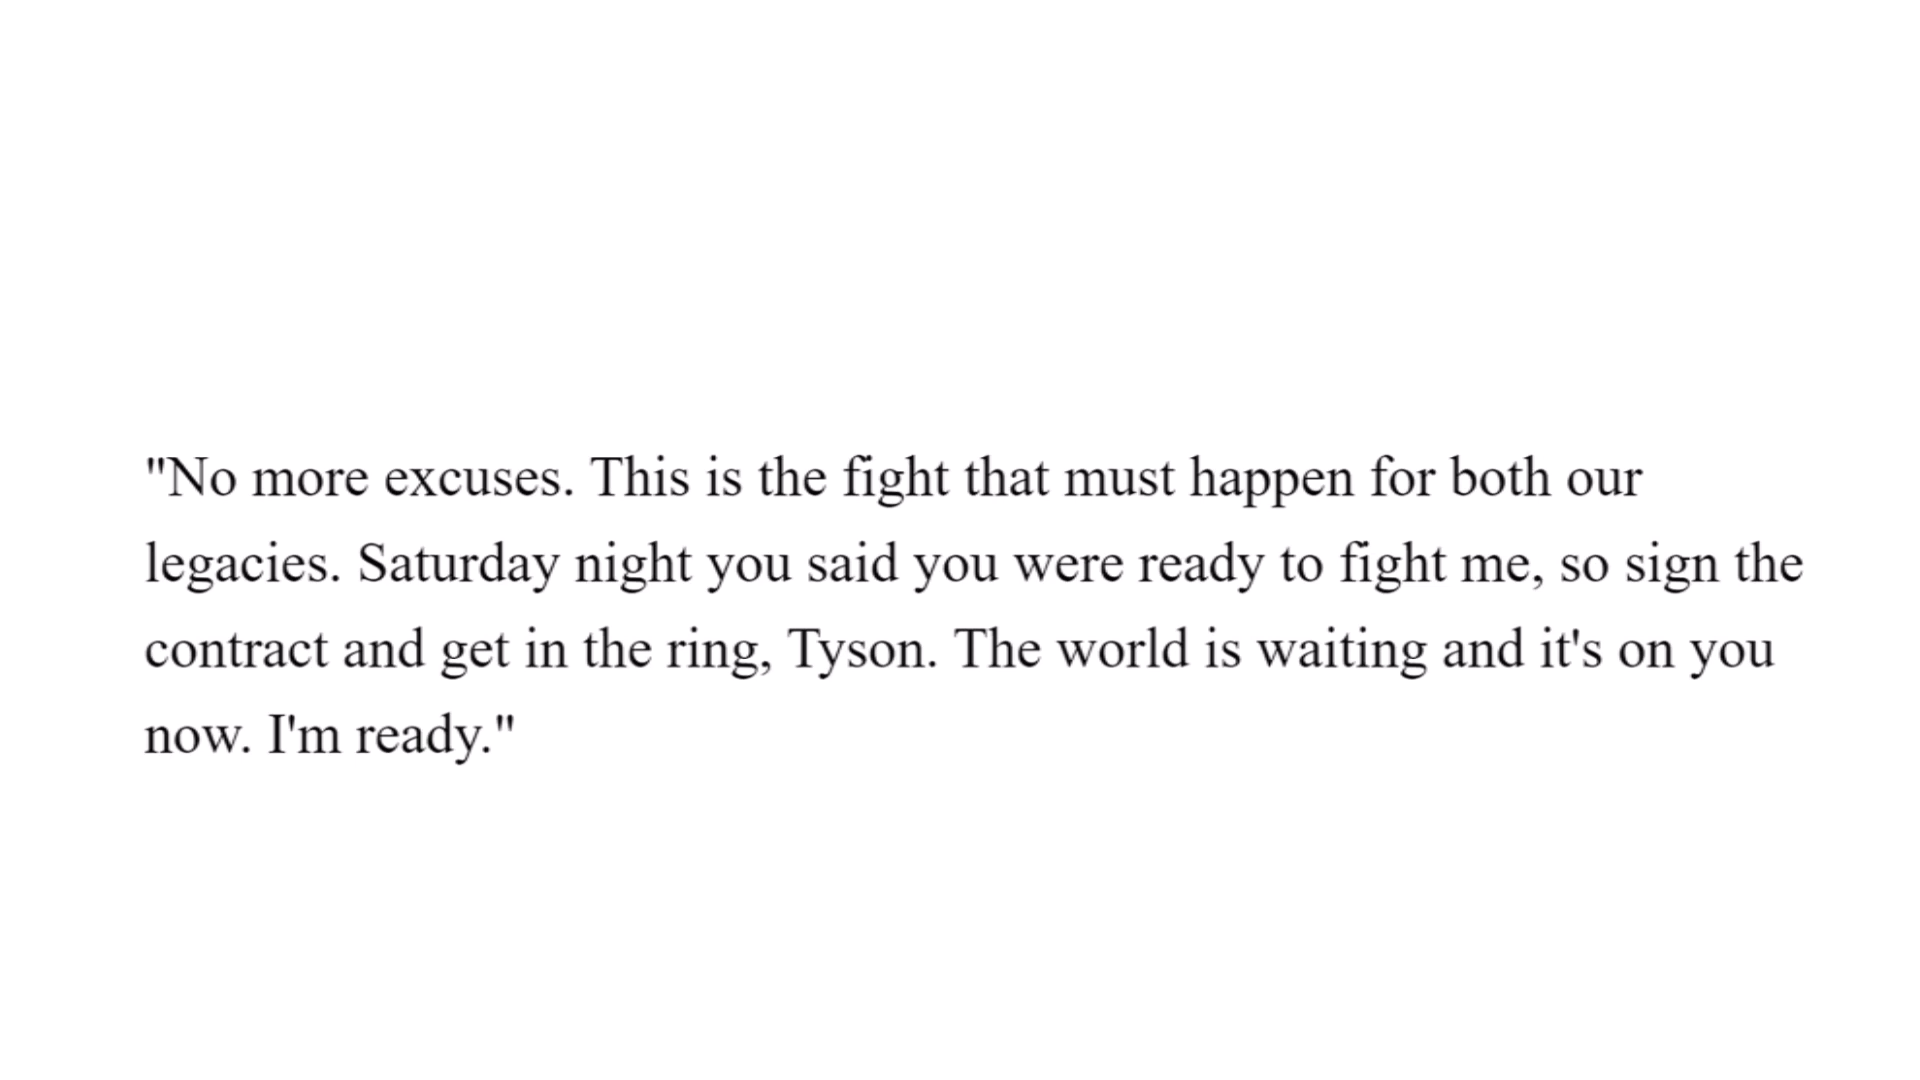 "No more excuses. This is the fight that must happen for both our
legacies. Saturday night you said you were ready to fight me, so sign the
contract and get in the ring, Tyson. The world is waiting and it's on you
now. I'm ready."